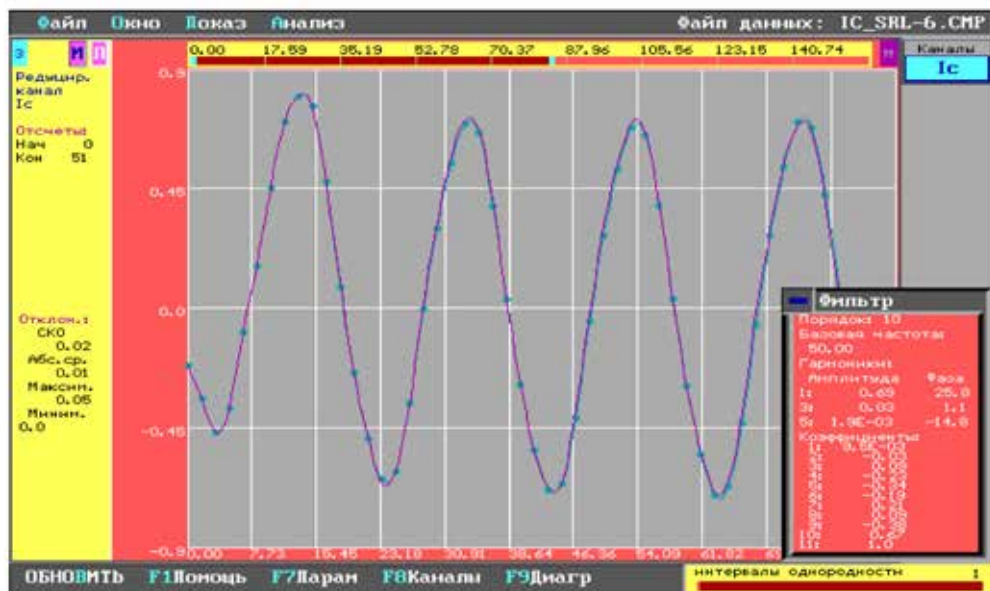 Файл Окно Показ Анализ Файл данных: IC_SRL-6.CMP
З М П
0.00 17.59 35.19 52.78 70.37 87.96 105.56 123.15 140.74
Каналы
Ic
Редуцир.
канал
Ic
Отсчеты:
Нач 0
Кон 51
0.9
0.45
0.0
-0.45
-0.9
Отклон.:
СКО
0.02
Абс.ср.
0.01
Максим.
0.05
Миним.
0.0
0.00 7.73 15.45 23.18 30.91 38.64 46.36 54.09 61.82
Фильтр
Порядок: 10
Базовая частота:
50.00
Гармоники:
Амплитуда Фаза
1: 0.69 25.8
3: 0.03 1.1
5: 1.9E-03 -14.8
Коэффициенты:
11: 1.0
ОБНОВИТЬ F1Помощь F7Парам F8Каналы F9Диагр
интервалы однородности 1